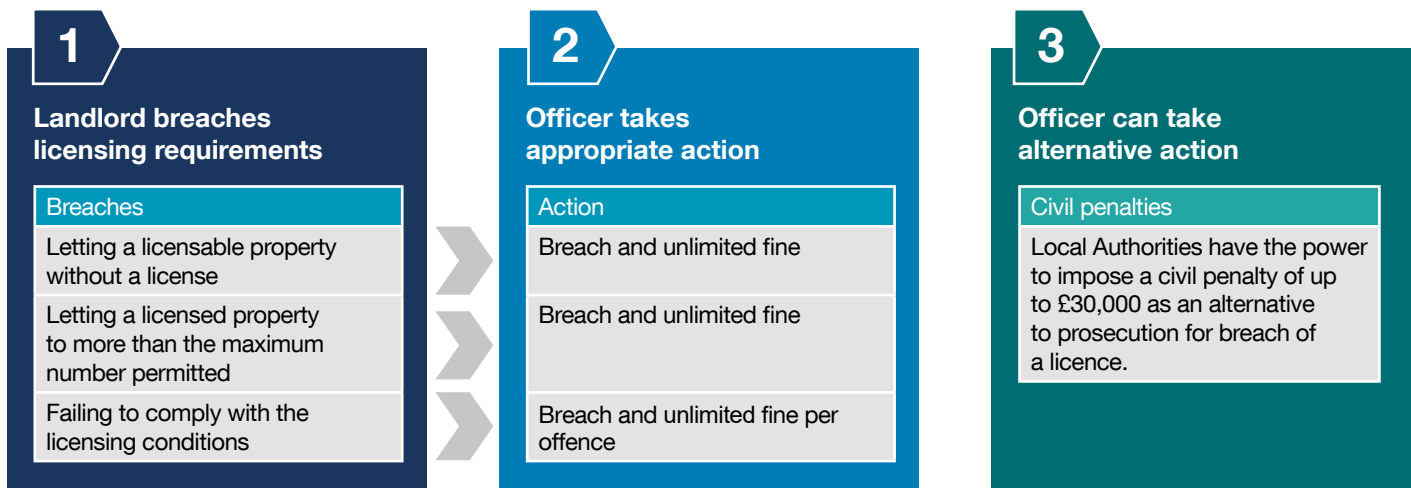 1
Landlord breaches
licensing requirements
Breaches
Letting a licensable property
without a license
Letting a licensed property
to more than the maximum
number permitted
Failing to comply with the
licensing conditions
2
Officer takes
appropriate action
Action
Breach and unlimited fine
Breach and unlimited fine
Breach and unlimited fine per
offence
3
Officer can take
alternative action
Civil penalties
Local Authorities have the power
to impose a civil penalty of up
to £30,000 as an alternative
to prosecution for breach of
a licence.